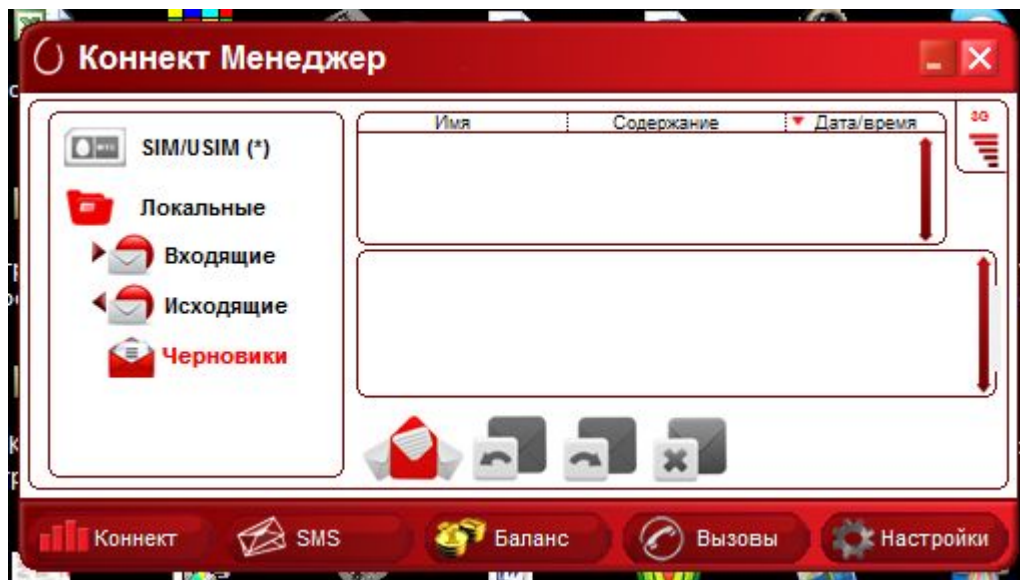 Коннект Менеджер
Имя Содержание Дата/время
3G
SIM/USIM (*)
Локальные
Входящие
Исходящие
Черновики
Коннект SMS Баланс Вызовы Настройки